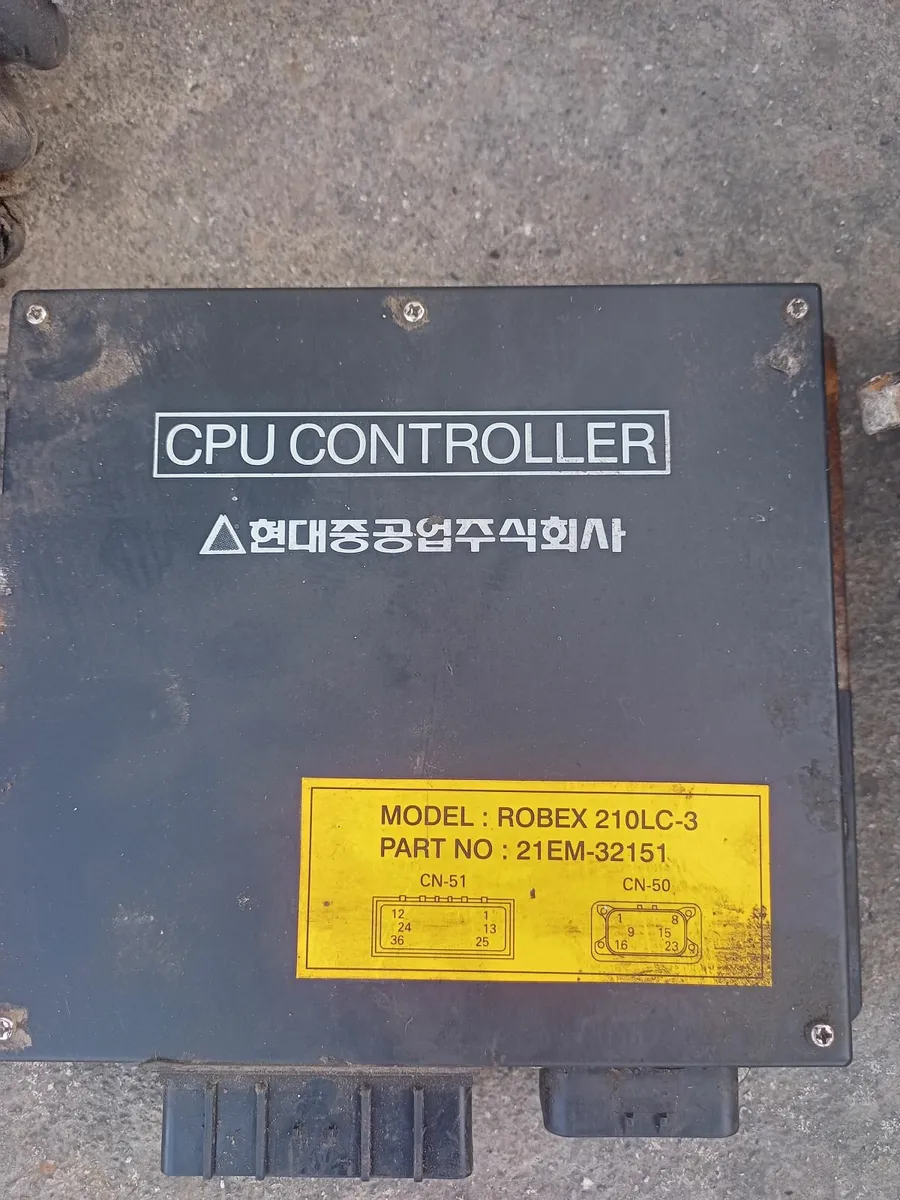 CPU CONTROLLER
현대중공업주식회사
MODEL : ROBEX 210LC-3
PART NO : 21EM-32151
CN-51 CN-50
12 1 1 8
24 13 9 15
36 25 16 23